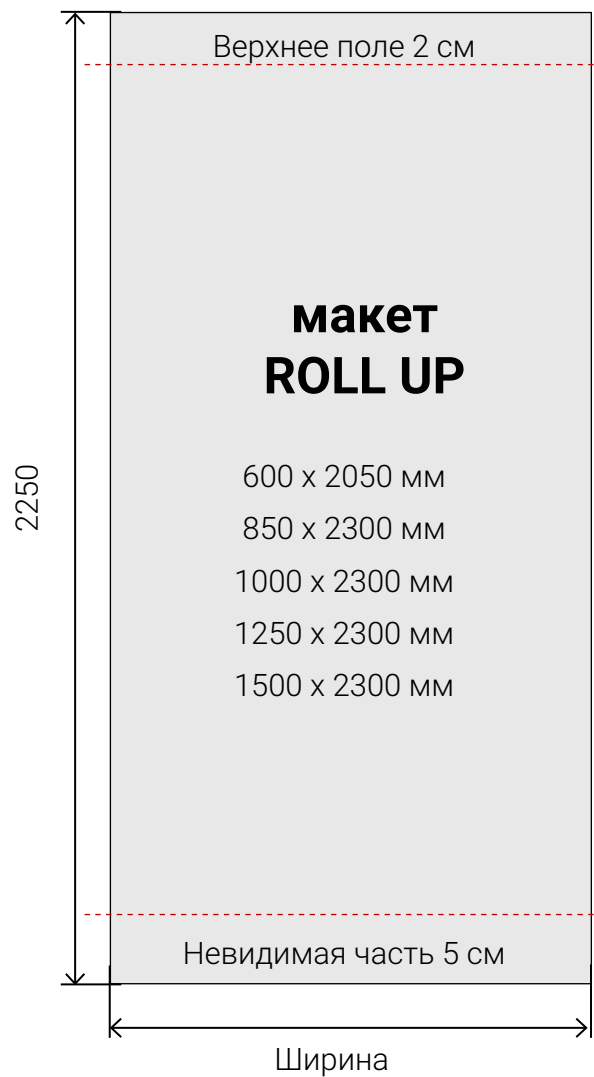 Верхнее поле 2 см
макет
ROLL UP
600 x 2050 мм
850 x 2300 мм
1000 x 2300 мм
1250 x 2300 мм
1500 x 2300 мм
2250
Невидимая часть 5 см
Ширина